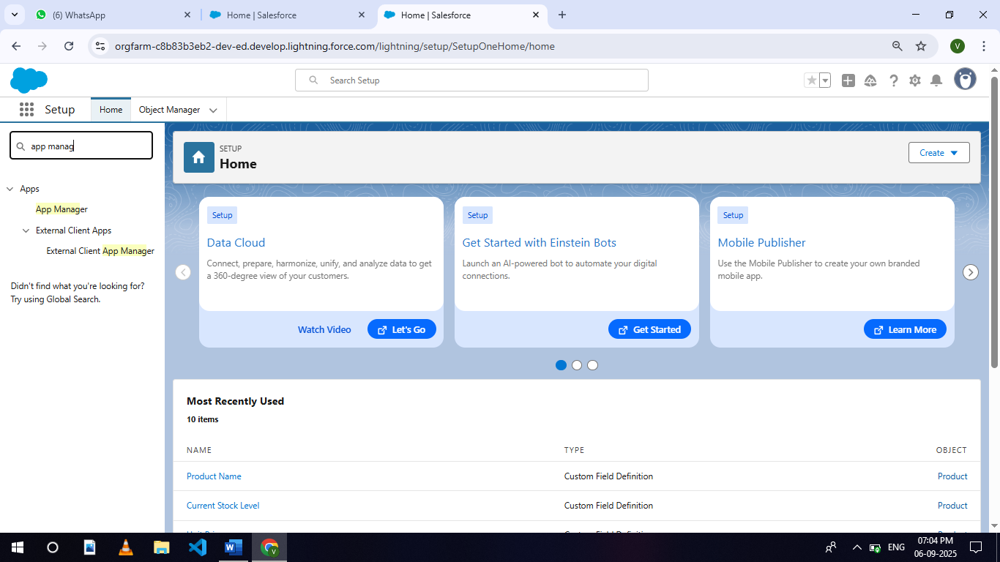 (6) WhatsApp
Home | Salesforce
Home | Salesforce
orgfarm-c8b83b3eb2-dev-ed.develop.lightning.force.com/lightning/setup/SetupOneHome/home
V
Search Setup
Setup
Home
Object Manager
app manag
Apps
App Manager
External Client Apps
External Client App Manager
Didn't find what you're looking for?
Try using Global Search.
SETUP
Home
Create
Setup
Data Cloud
Connect, prepare, harmonize, unify, and analyze data to get
a 360-degree view of your customers.
Watch Video
Let's Go
Setup
Get Started with Einstein Bots
Launch an AI-powered bot to automate your digital
connections.
Get Started
Setup
Mobile Publisher
Use the Mobile Publisher to create your own branded
mobile app.
Learn More
Most Recently Used
10 items
NAME TYPE OBJECT
Product Name Custom Field Definition Product
Current Stock Level Custom Field Definition Product
ENG
07:04 PM
06-09-2025